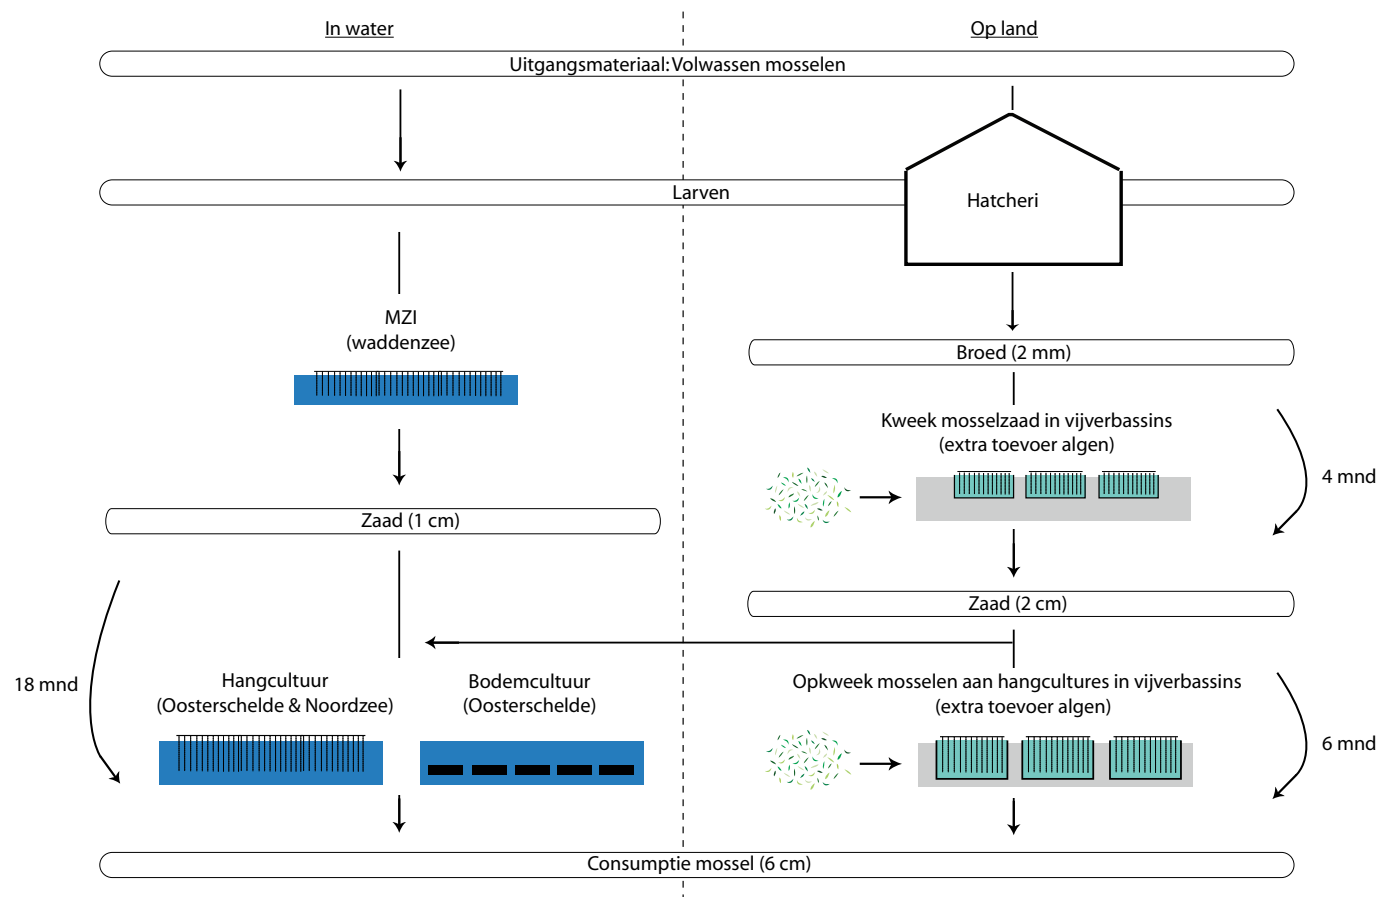 In water
Op land
Uitgangsmateriaal: Volwassen mosselen
Larven
Hatcheri
MZI
(waddenzee)
Broed (2 mm)
Kweek mosselzaad in vijverbassins
(extra toevoer algen)
4 mnd
Zaad (1 cm)
Zaad (2 cm)
18 mnd
Hangcultuur
(Oosterschelde & Noordzee)
Bodemcultuur
(Oosterschelde)
Opkweek mosselen aan hangcultures in vijverbassins
(extra toevoer algen)
6 mnd
Consumptie mossel (6 cm)